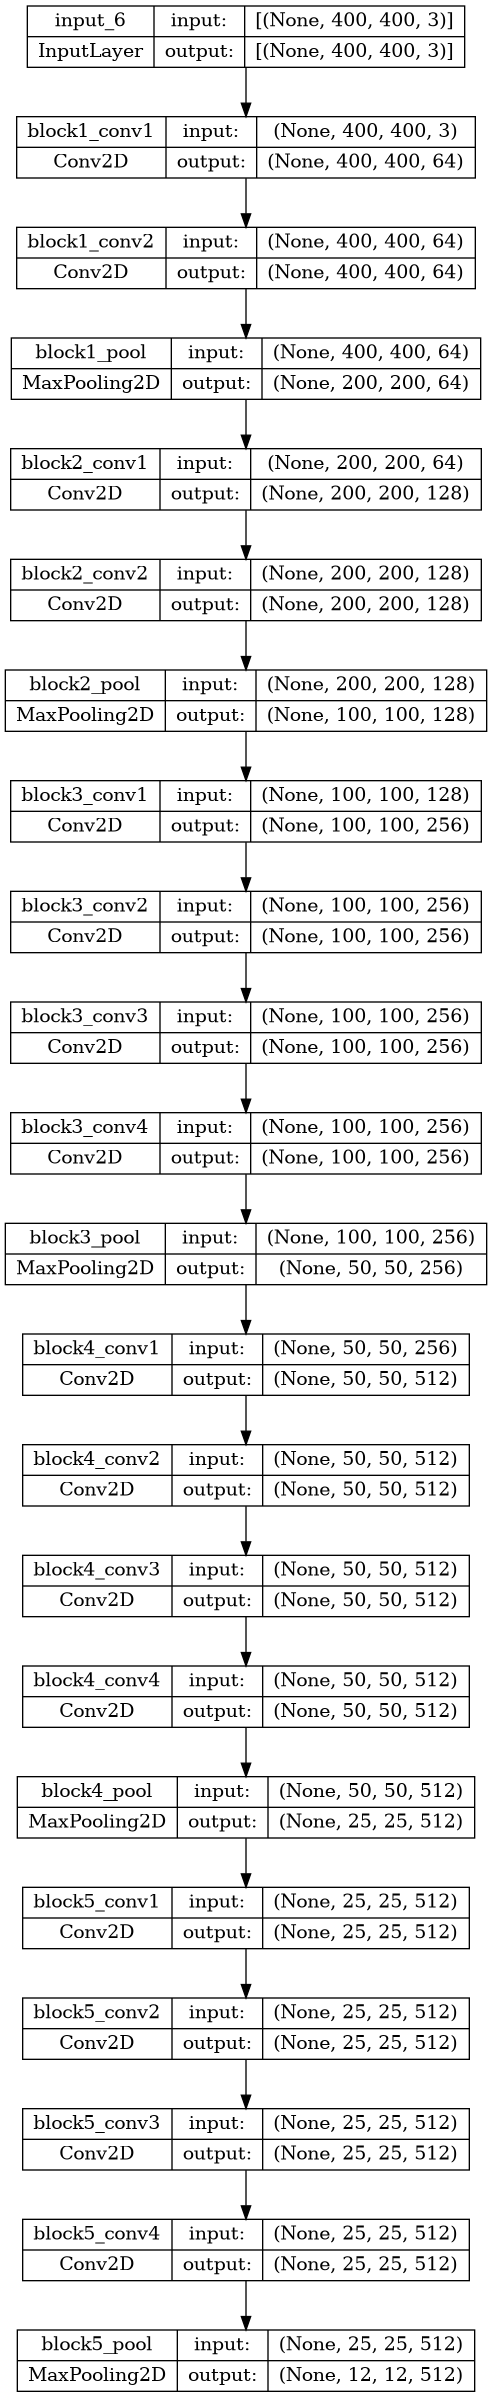 input_6 input: [(None, 400, 400, 3)]
InputLayer output: [(None, 400, 400, 3)]
block1_conv1 input: (None, 400, 400, 3)
Conv2D output: (None, 400, 400, 64)
block1_conv2 input: (None, 400, 400, 64)
Conv2D output: (None, 400, 400, 64)
block1_pool input: (None, 400, 400, 64)
MaxPooling2D output: (None, 200, 200, 64)
block2_conv1 input: (None, 200, 200, 64)
Conv2D output: (None, 200, 200, 128)
block2_conv2 input: (None, 200, 200, 128)
Conv2D output: (None, 200, 200, 128)
block2_pool input: (None, 200, 200, 128)
MaxPooling2D output: (None, 100, 100, 128)
block3_conv1 input: (None, 100, 100, 128)
Conv2D output: (None, 100, 100, 256)
block3_conv2 input: (None, 100, 100, 256)
Conv2D output: (None, 100, 100, 256)
block3_conv3 input: (None, 100, 100, 256)
Conv2D output: (None, 100, 100, 256)
block3_conv4 input: (None, 100, 100, 256)
Conv2D output: (None, 100, 100, 256)
block3_pool input: (None, 100, 100, 256)
MaxPooling2D output: (None, 50, 50, 256)
block4_conv1 input: (None, 50, 50, 256)
Conv2D output: (None, 50, 50, 512)
block4_conv2 input: (None, 50, 50, 512)
Conv2D output: (None, 50, 50, 512)
block4_conv3 input: (None, 50, 50, 512)
Conv2D output: (None, 50, 50, 512)
block4_conv4 input: (None, 50, 50, 512)
Conv2D output: (None, 50, 50, 512)
block4_pool input: (None, 50, 50, 512)
MaxPooling2D output: (None, 25, 25, 512)
block5_conv1 input: (None, 25, 25, 512)
Conv2D output: (None, 25, 25, 512)
block5_conv2 input: (None, 25, 25, 512)
Conv2D output: (None, 25, 25, 512)
block5_conv3 input: (None, 25, 25, 512)
Conv2D output: (None, 25, 25, 512)
block5_conv4 input: (None, 25, 25, 512)
Conv2D output: (None, 25, 25, 512)
block5_pool input: (None, 25, 25, 512)
MaxPooling2D output: (None, 12, 12, 512)